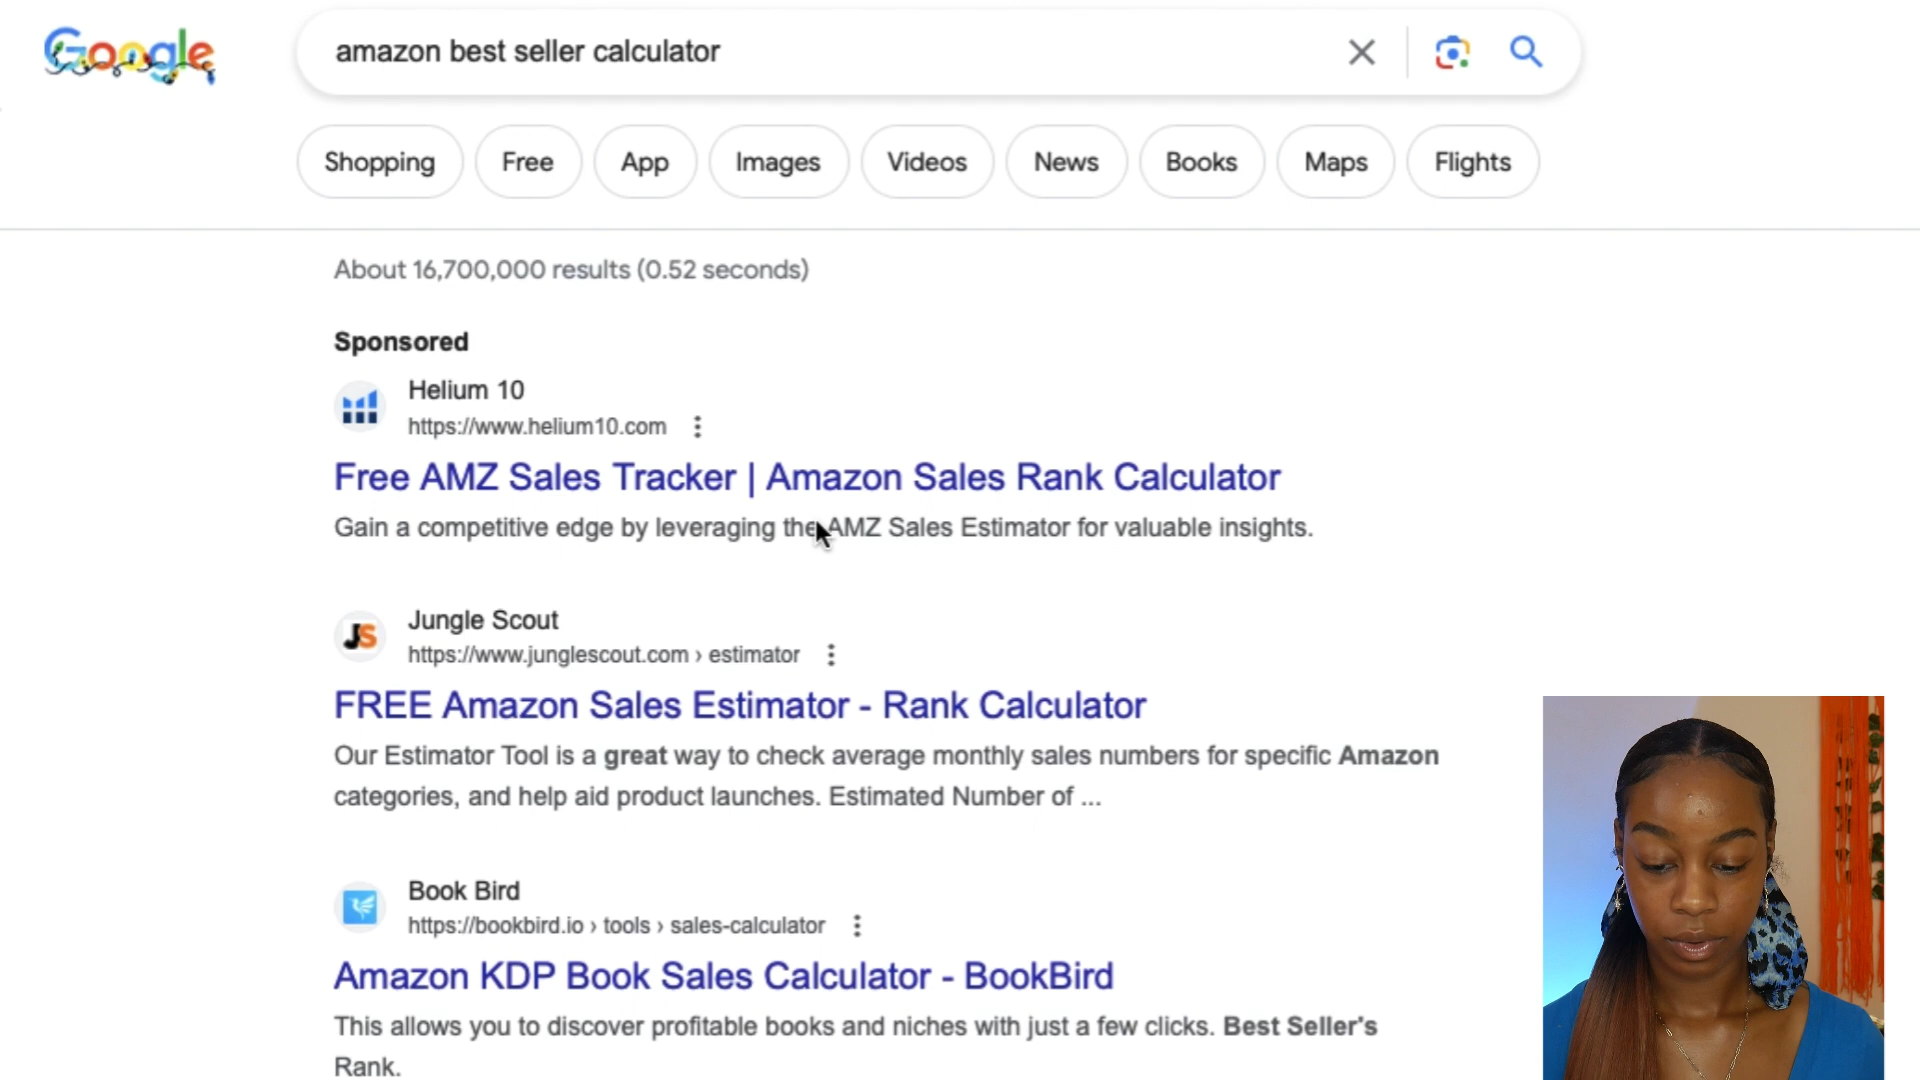 Google
amazon best seller calculator
Shopping Free App Images Videos News Books Maps Flights
About 16,700,000 results (0.52 seconds)
Sponsored
Helium 10
https://www.helium10.com
Free AMZ Sales Tracker | Amazon Sales Rank Calculator
Gain a competitive edge by leveraging the AMZ Sales Estimator for valuable insights.
JS
Jungle Scout
https://www.junglescout.com › estimator
FREE Amazon Sales Estimator - Rank Calculator
Our Estimator Tool is a great way to check average monthly sales numbers for specific Amazon
categories, and help aid product launches. Estimated Number of ...
Book Bird
https://bookbird.io › tools › sales-calculator
Amazon KDP Book Sales Calculator - BookBird
This allows you to discover profitable books and niches with just a few clicks. Best Seller's
Rank.